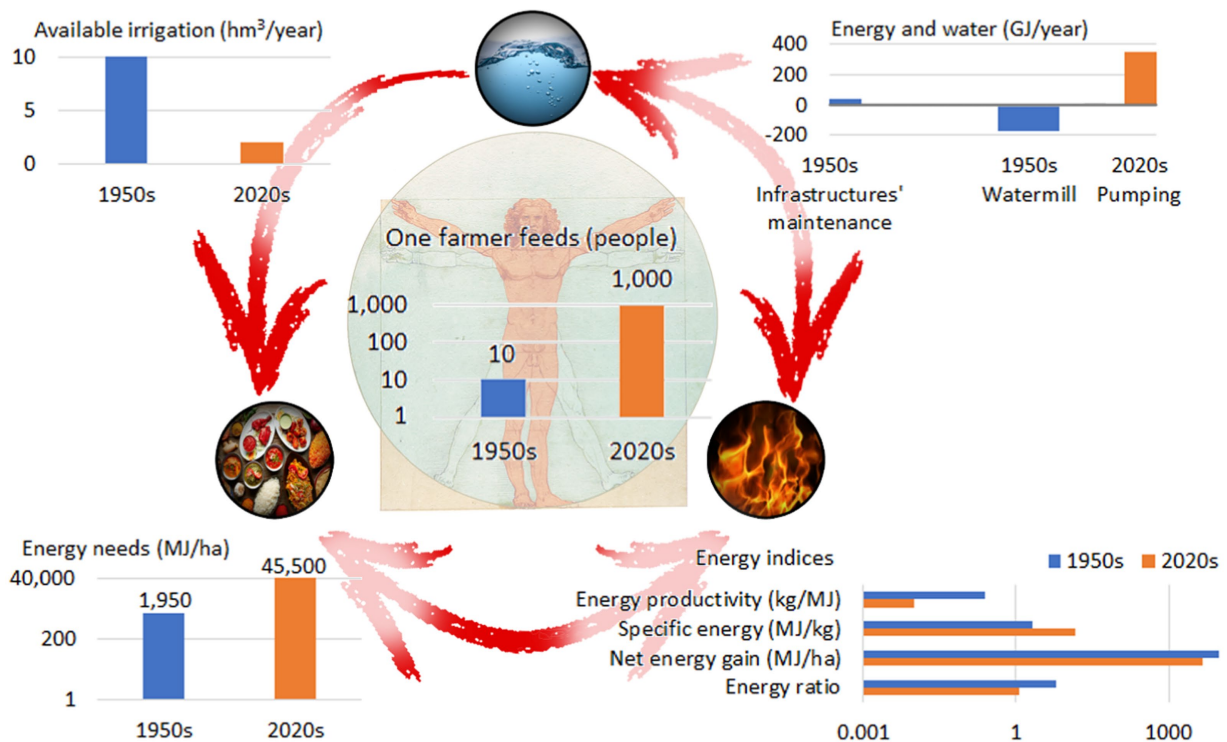 Available irrigation (hm³/year)
10
5
0
1950s
2020s
Energy and water (GJ/year)
400
200
0
-200
1950s
1950s
2020s
Infrastructures'
Watermill
Pumping
maintenance
One farmer feeds (people)
1,000
1,000
100
10
10
1
1950s
2020s
Energy needs (MJ/ha)
45,500
40,000
1,950
200
1
1950s
2020s
Energy indices
1950s
2020s
Energy productivity (kg/MJ)
Specific energy (MJ/kg)
Net energy gain (MJ/ha)
Energy ratio
0.001
1
1000